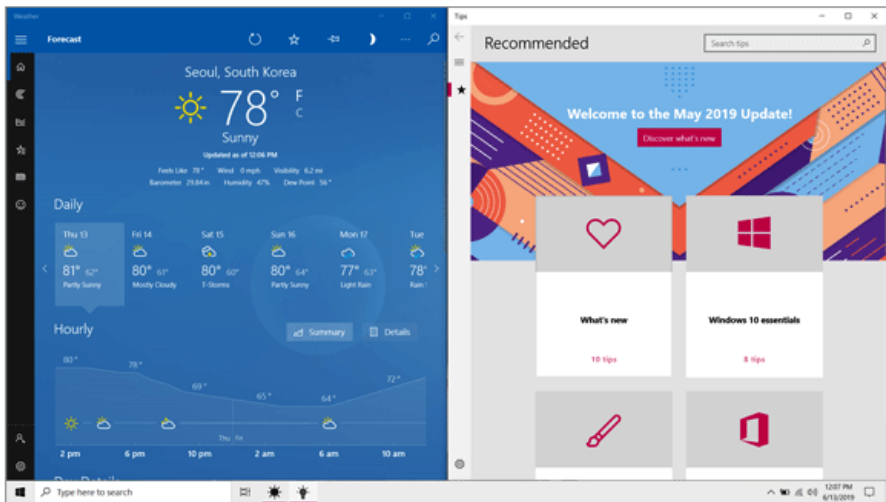 Weather
Forecast
Seoul, South Korea
78° F
C
Sunny
Updated as of 12:06 PM
Feels Like 78° Wind 0 mph Visibility 6.2 mi
Barometer 29.84 in Humidity 47% Dew Point 56°
Daily
Thu 13 Fri 14 Sat 15 Sun 16 Mon 17 Tue
81° 62° 80° 61° 80° 60° 80° 64° 77° 63° 78°
Partly Sunny Mostly Cloudy T-Storms Partly Sunny Light Rain Rain
Hourly
Summary Details
80° 78° 69° 65° 64° 72°
Thu Fri
2 pm 6 pm 10 pm 2 am 6 am 10 am
Day Details
Tips
Recommended
Search tips
Welcome to the May 2019 Update!
Discover what's new
What's new
10 tips
Windows 10 essentials
8 tips
Type here to search
12:07 PM
6/13/2019